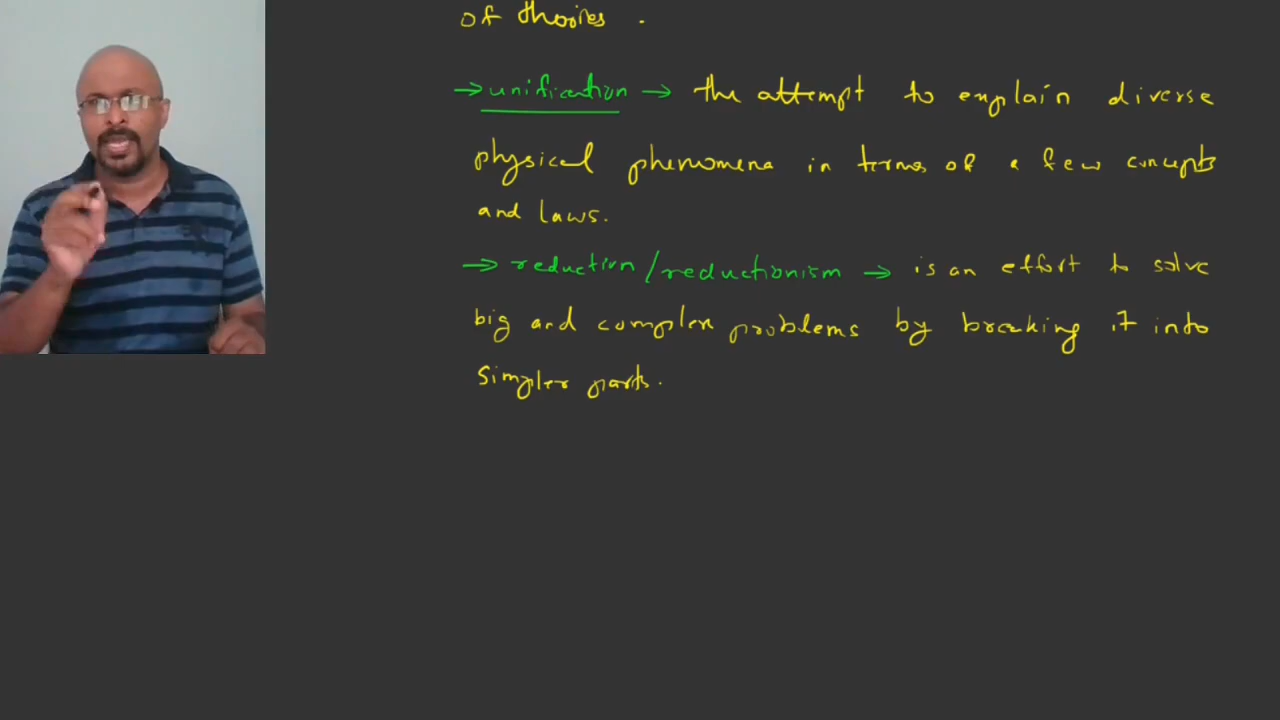 of thoires .
→ unification → the attempt to explain diverse
physical phenomena in terms of a few concepts
and laws.
→ reduction/reductionism → is an effort to solve
big and complex problems by breaking it into
simpler parts.